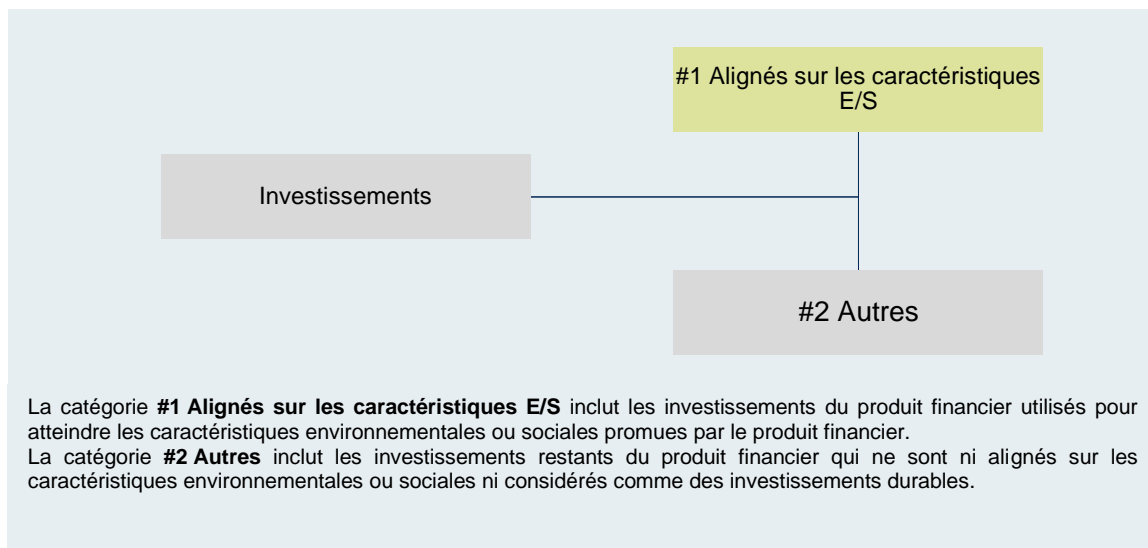 #1 Alignés sur les caractéristiques
E/S
Investissements
#2 Autres
La catégorie #1 Alignés sur les caractéristiques E/S inclut les investissements du produit financier utilisés pour
atteindre les caractéristiques environnementales ou sociales promues par le produit financier.
La catégorie #2 Autres inclut les investissements restants du produit financier qui ne sont ni alignés sur les
caractéristiques environnementales ou sociales ni considérés comme des investissements durables.